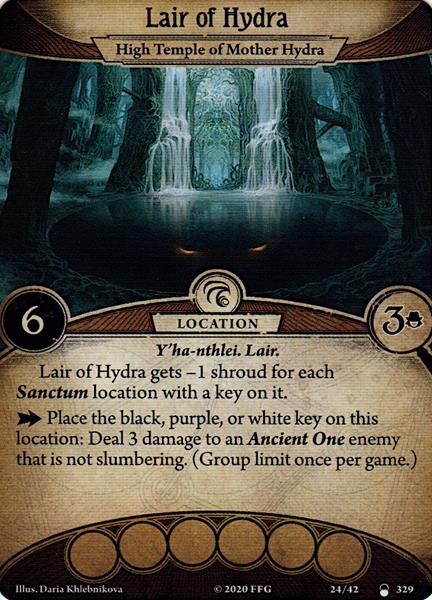 Lair of Hydra
High Temple of Mother Hydra
6
3
LOCATION
Y'ha-nthlei. Lair.
Lair of Hydra gets –1 shroud for each
Sanctum location with a key on it.
Place the black, purple, or white key on this
location: Deal 3 damage to an Ancient One enemy
that is not slumbering. (Group limit once per game.)
Illus. Daria Khlebnikova
© 2020 FFG
24/42
329